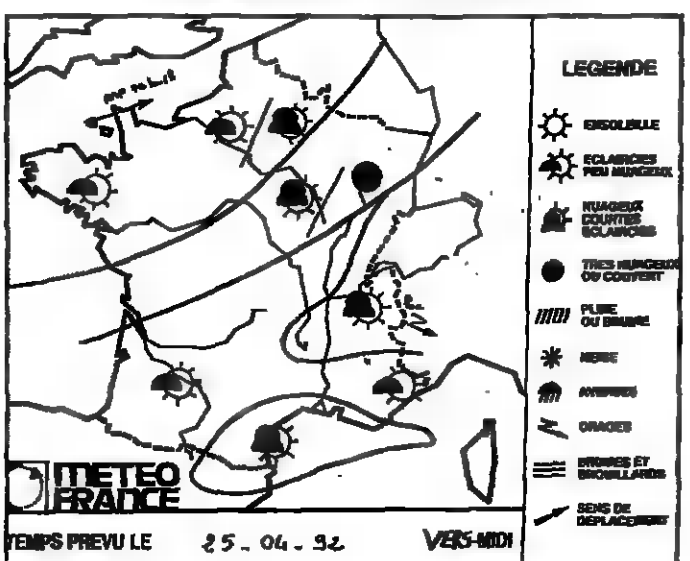 LEGENDE
ENSOLEILLE
ECLAIRCIES
PEU NUAGEUX
NUAGEUX
COURTES
ECLAIRCIES
TRES NUAGEUX
OU COUVERT
PLUIE
OU BRUINE
NEIGE
AVERSES
ORAGES
BRUMES ET
BROUILLARDS
SENS DE
DEPLACEMENT
METEO
FRANCE
TEMPS PREVU LE 25.04.92 VERS MIDI